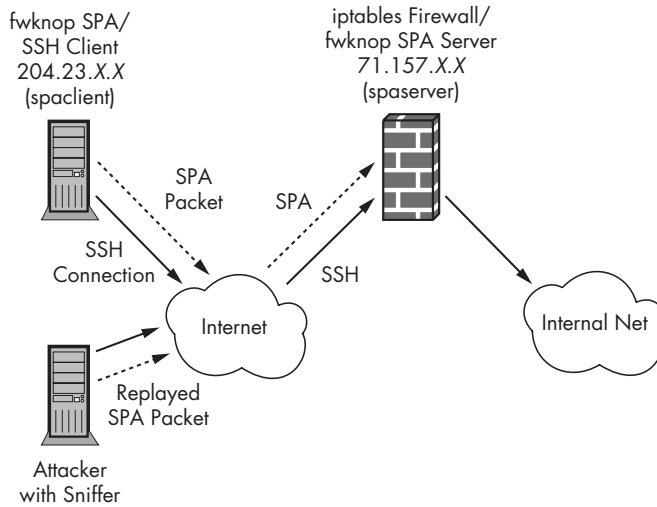 fwknop SPA/
SSH Client
204.23.X.X
(spaclient)
iptables Firewall/
fwknop SPA Server
71.157.X.X
(spaserver)
SPA
Packet
SPA
SSH
Connection
SSH
Internet
Internal Net
Replayed
SPA Packet
Attacker
with Sniffer